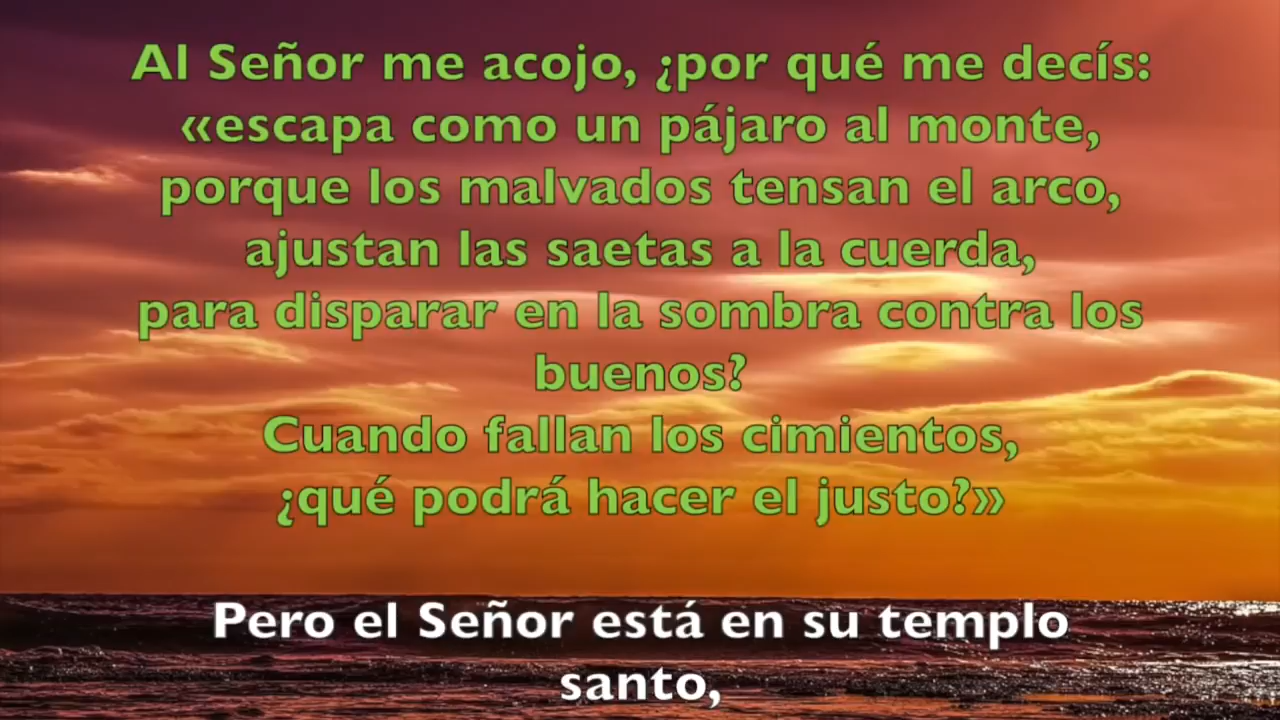 Al Señor me acojo, ¿por qué me decís:
«escapa como un pájaro al monte,
porque los malvados tensan el arco,
ajustan las saetas a la cuerda,
para disparar en la sombra contra los
buenos?
Cuando fallan los cimientos,
¿qué podrá hacer el justo?»
Pero el Señor está en su templo
santo,